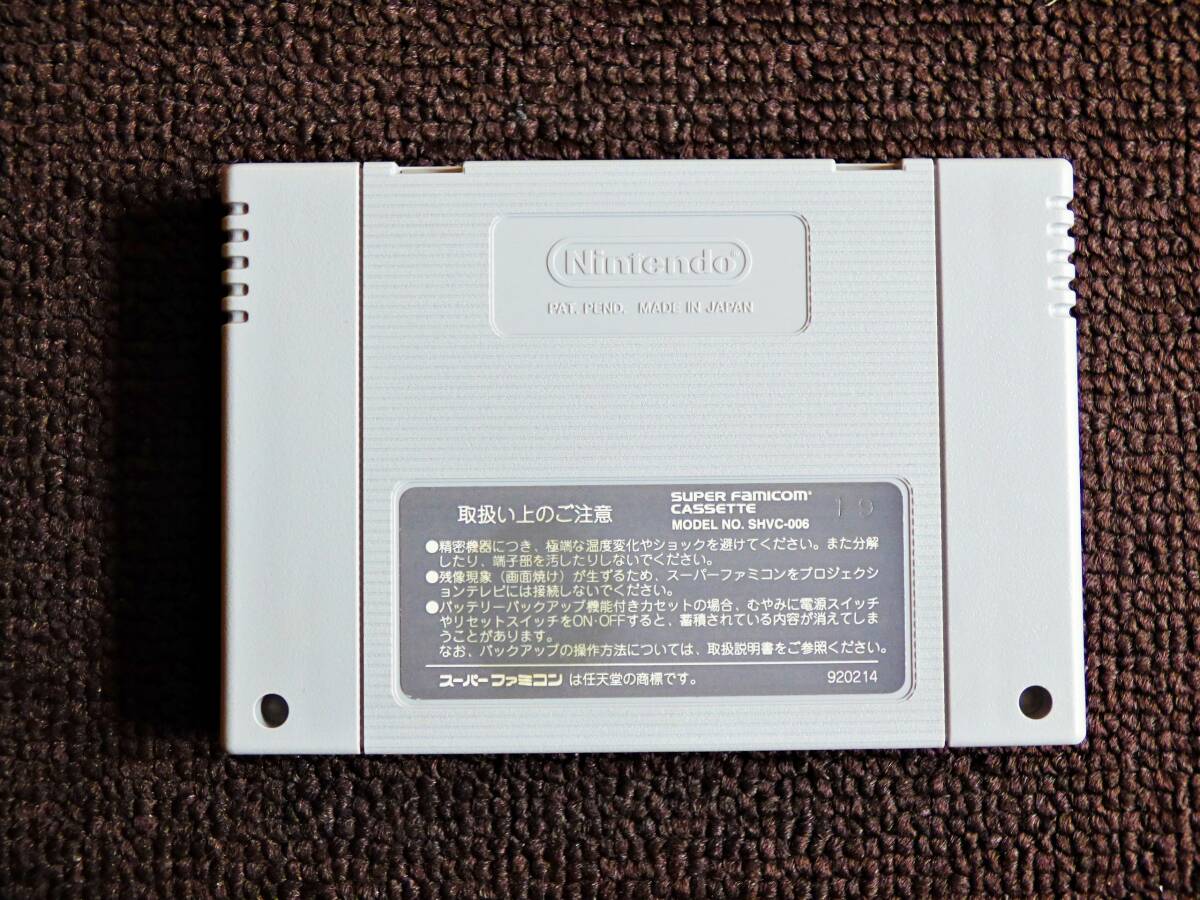 Nintendo®
PAT. PEND. MADE IN JAPAN
取扱い上のご注意
SUPER FAMICOM®
CASSETTE
MODEL NO. SHVC-006
19
●精密機器につき、極端な温度変化やショックを避けてください。また分解
したり、端子部を汚したりしないでください。
●残像現象（画面焼け）が生ずるため、スーパーファミコンをプロジェクシ
ョンテレビには接続しないでください。
●バッテリーバックアップ機能付きカセットの場合、むやみに電源スイッチ
やリセットスイッチをON·OFFすると、蓄積されている内容が消えてしま
うことがあります。
なお、バックアップの操作方法については、取扱説明書をご参照ください。
スーパーファミコンは任天堂の商標です。
920214